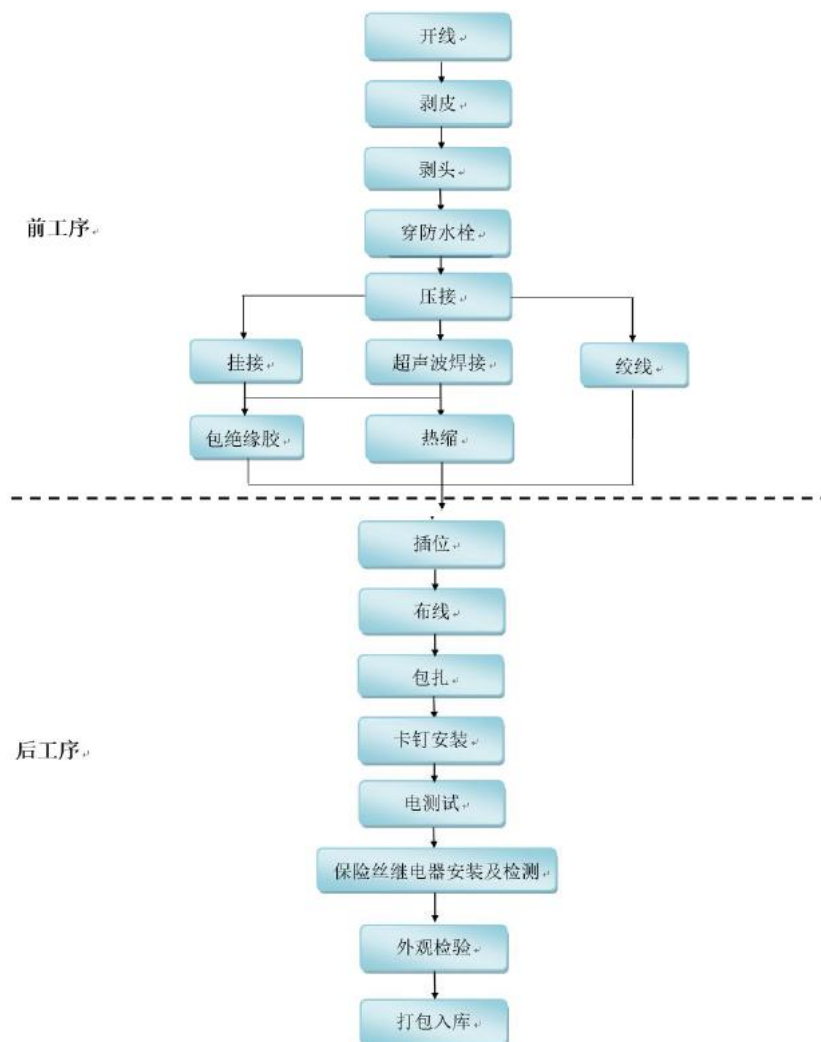 开线
剥皮
剥头
前工序
穿防水栓
压接
挂接
超声波焊接
绞线
包绝缘胶
热缩
插位
布线
包扎
卡钉安装
后工序
电测试
保险丝继电器安装及检测
外观检验
打包入库